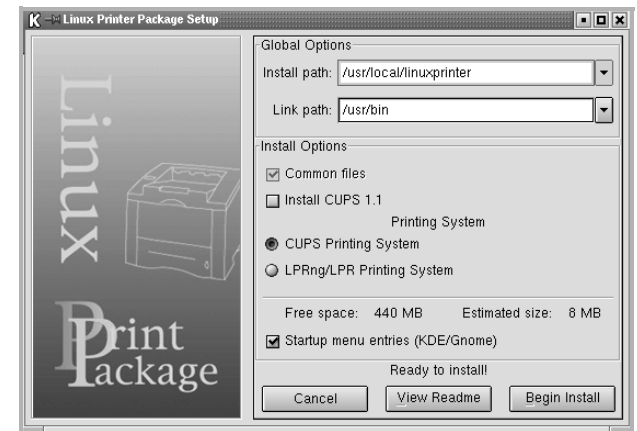 Linux Printer Package Setup
Linux
Print
Package
Global Options
Install path: /usr/local/linuxprinter
Link path: /usr/bin
Install Options
Common files
Install CUPS 1.1
Printing System
CUPS Printing System
LPRng/LPR Printing System
Free space: 440 MB Estimated size: 8 MB
Startup menu entries (KDE/Gnome)
Ready to install!
Cancel View Readme Begin Install